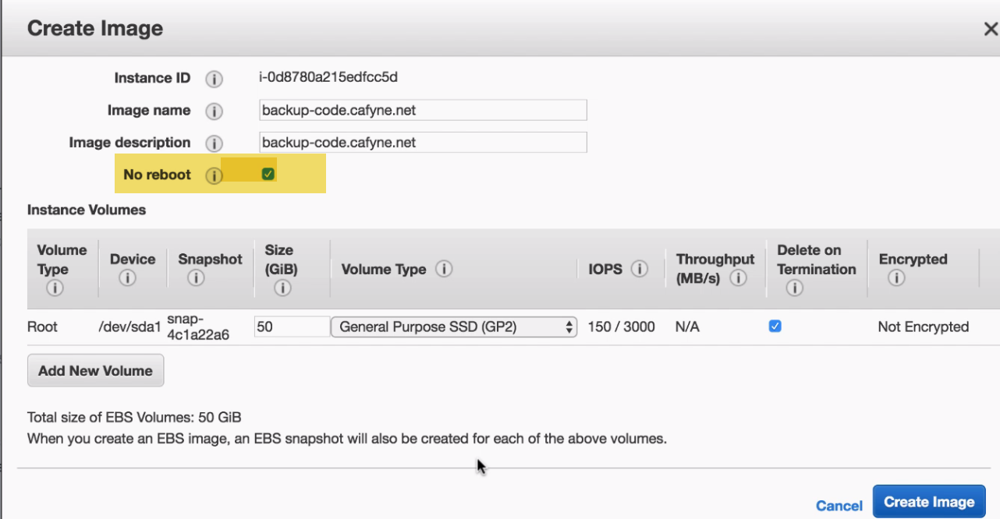 Create Image
Instance ID i-0d8780a215edfcc5d
Image name backup-code.cafyne.net
Image description backup-code.cafyne.net
No reboot
Instance Volumes
Volume Type Device Snapshot Size (GiB) Volume Type IOPS Throughput (MB/s) Delete on Termination Encrypted
Root /dev/sda1 snap-4c1a22a6 50 General Purpose SSD (GP2) 150 / 3000 N/A Not Encrypted
Add New Volume
Total size of EBS Volumes: 50 GiB
When you create an EBS image, an EBS snapshot will also be created for each of the above volumes.
Cancel Create Image